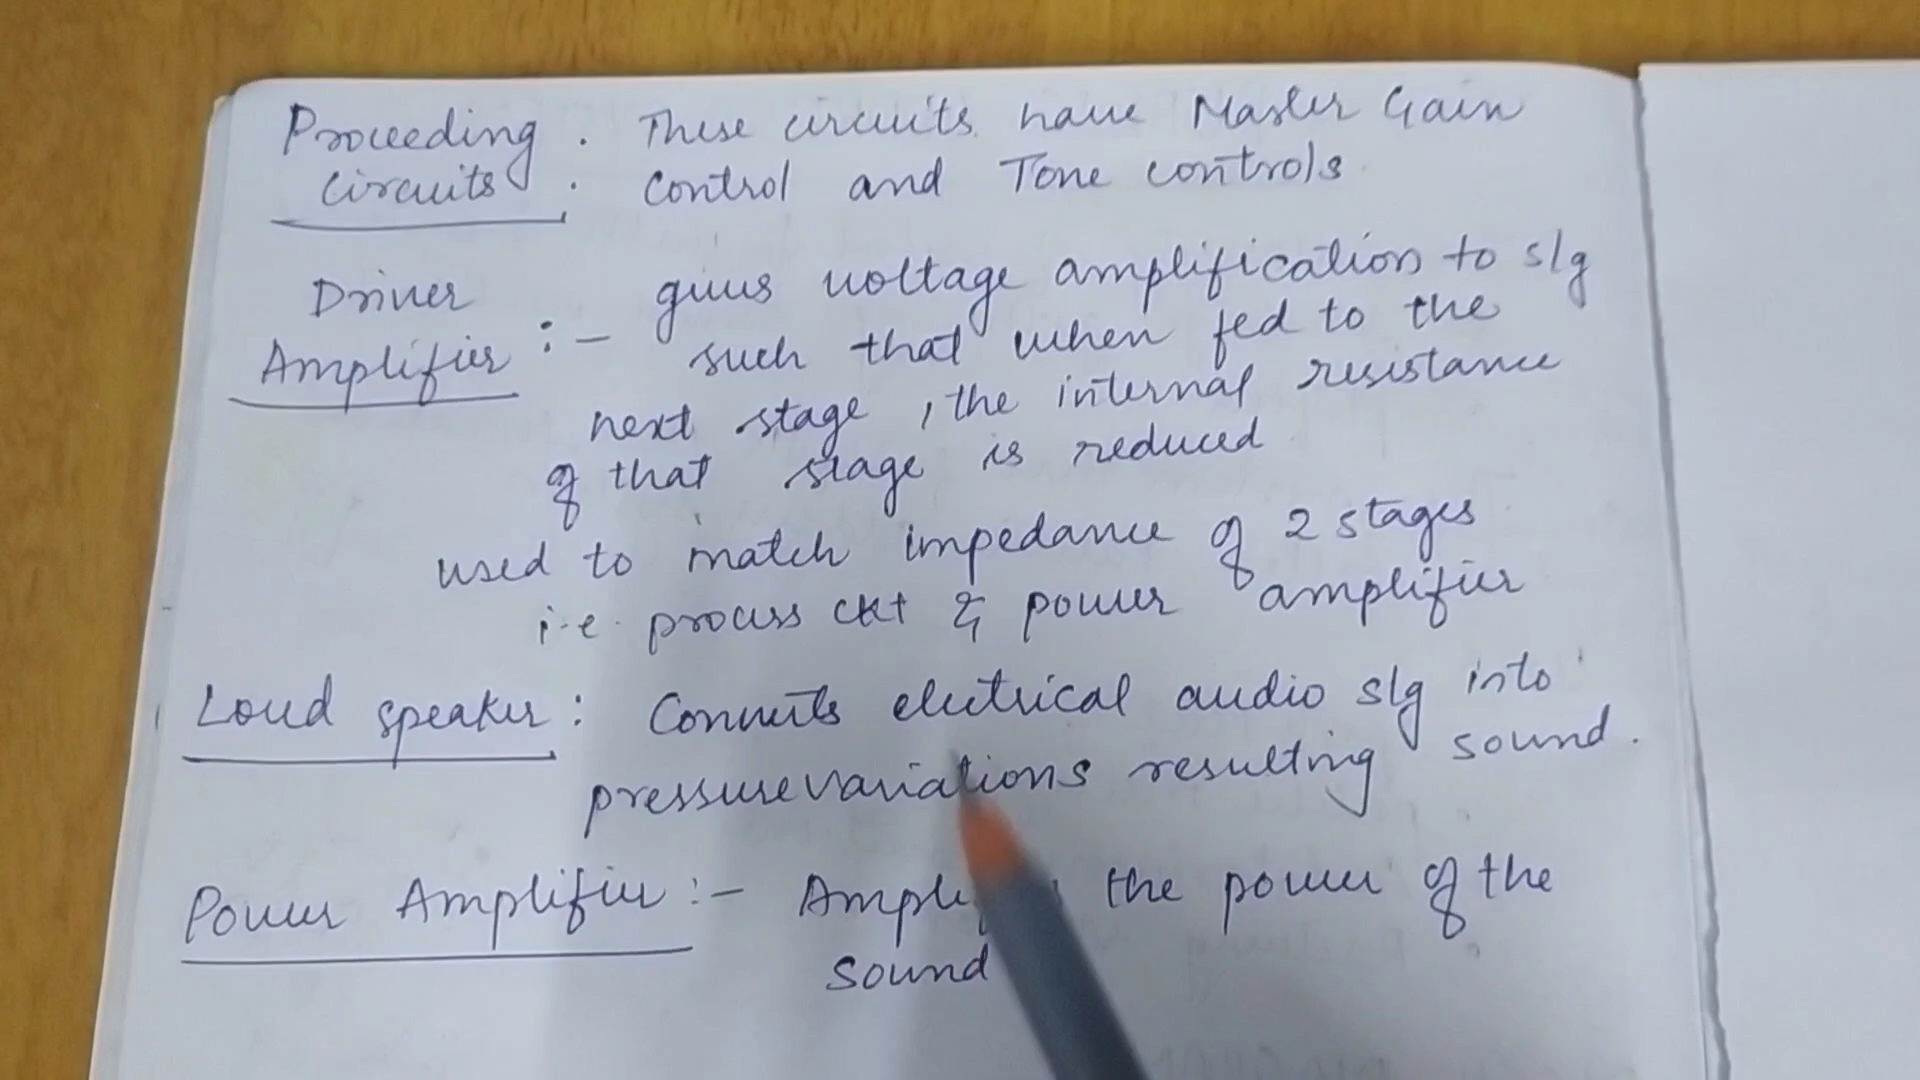 Proceeding : These circuits have Master Gain
Circuits control and Tone controls
Driver gives voltage amplification to s/g
Amplifier :- such that when fed to the
next stage, the internal resistance
of that stage is reduced
used to match impedance of 2 stages
i.e. process ckt & power amplifier
Loud speaker : Converts electrical audio s/g into
pressure variations resulting sound.
Power Amplifier :- the power of the
sound